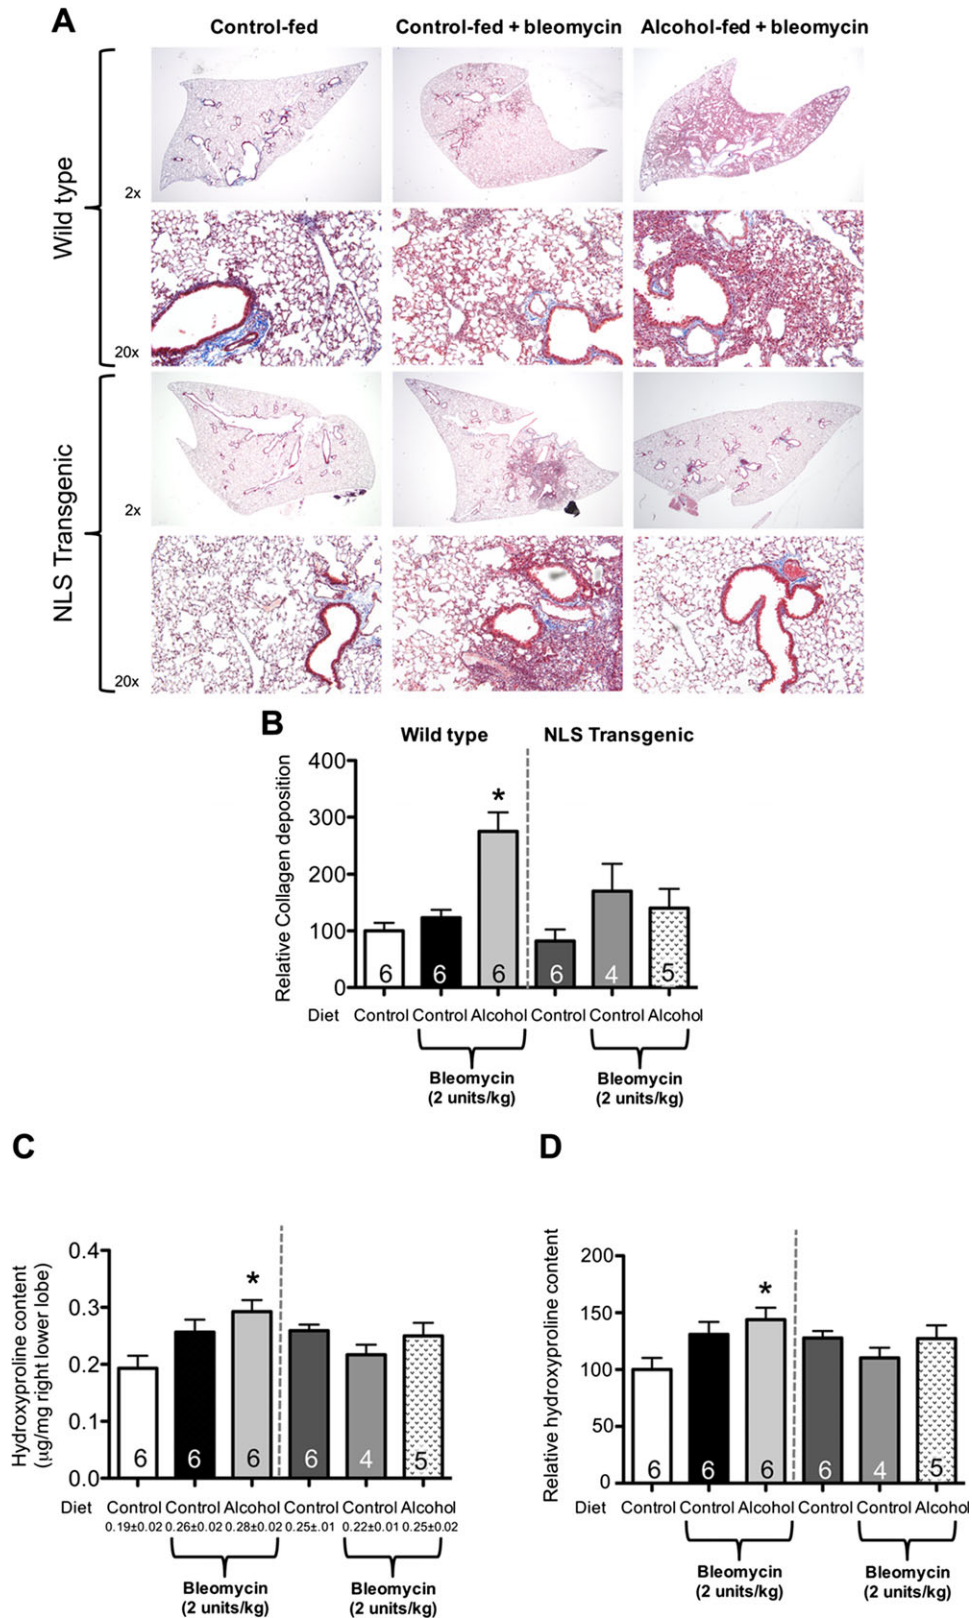 A
Control-fed Control-fed + bleomycin Alcohol-fed + bleomycin
Wild type
2x
20x
NLS Transgenic
2x
20x
B
Wild type NLS Transgenic
Relative Collagen deposition
400
300
200
100
0
6 6 6 6 4 5
Diet Control Control Alcohol Control Control Alcohol
Bleomycin Bleomycin
(2 units/kg) (2 units/kg)
*
C
Hydroxyproline content
(μg/mg right lower lobe)
0.4
0.3
0.2
0.1
0.0
*
6 6 6 6 4 5
Diet Control Control Alcohol Control Control Alcohol
0.19±0.02 0.26±0.02 0.28±0.02 0.25±.01 0.22±0.01 0.25±0.02
Bleomycin Bleomycin
(2 units/kg) (2 units/kg)
D
Relative hydroxyproline content
200
150
100
50
0
*
6 6 6 6 4 5
Diet Control Control Alcohol Control Control Alcohol
Bleomycin Bleomycin
(2 units/kg) (2 units/kg)